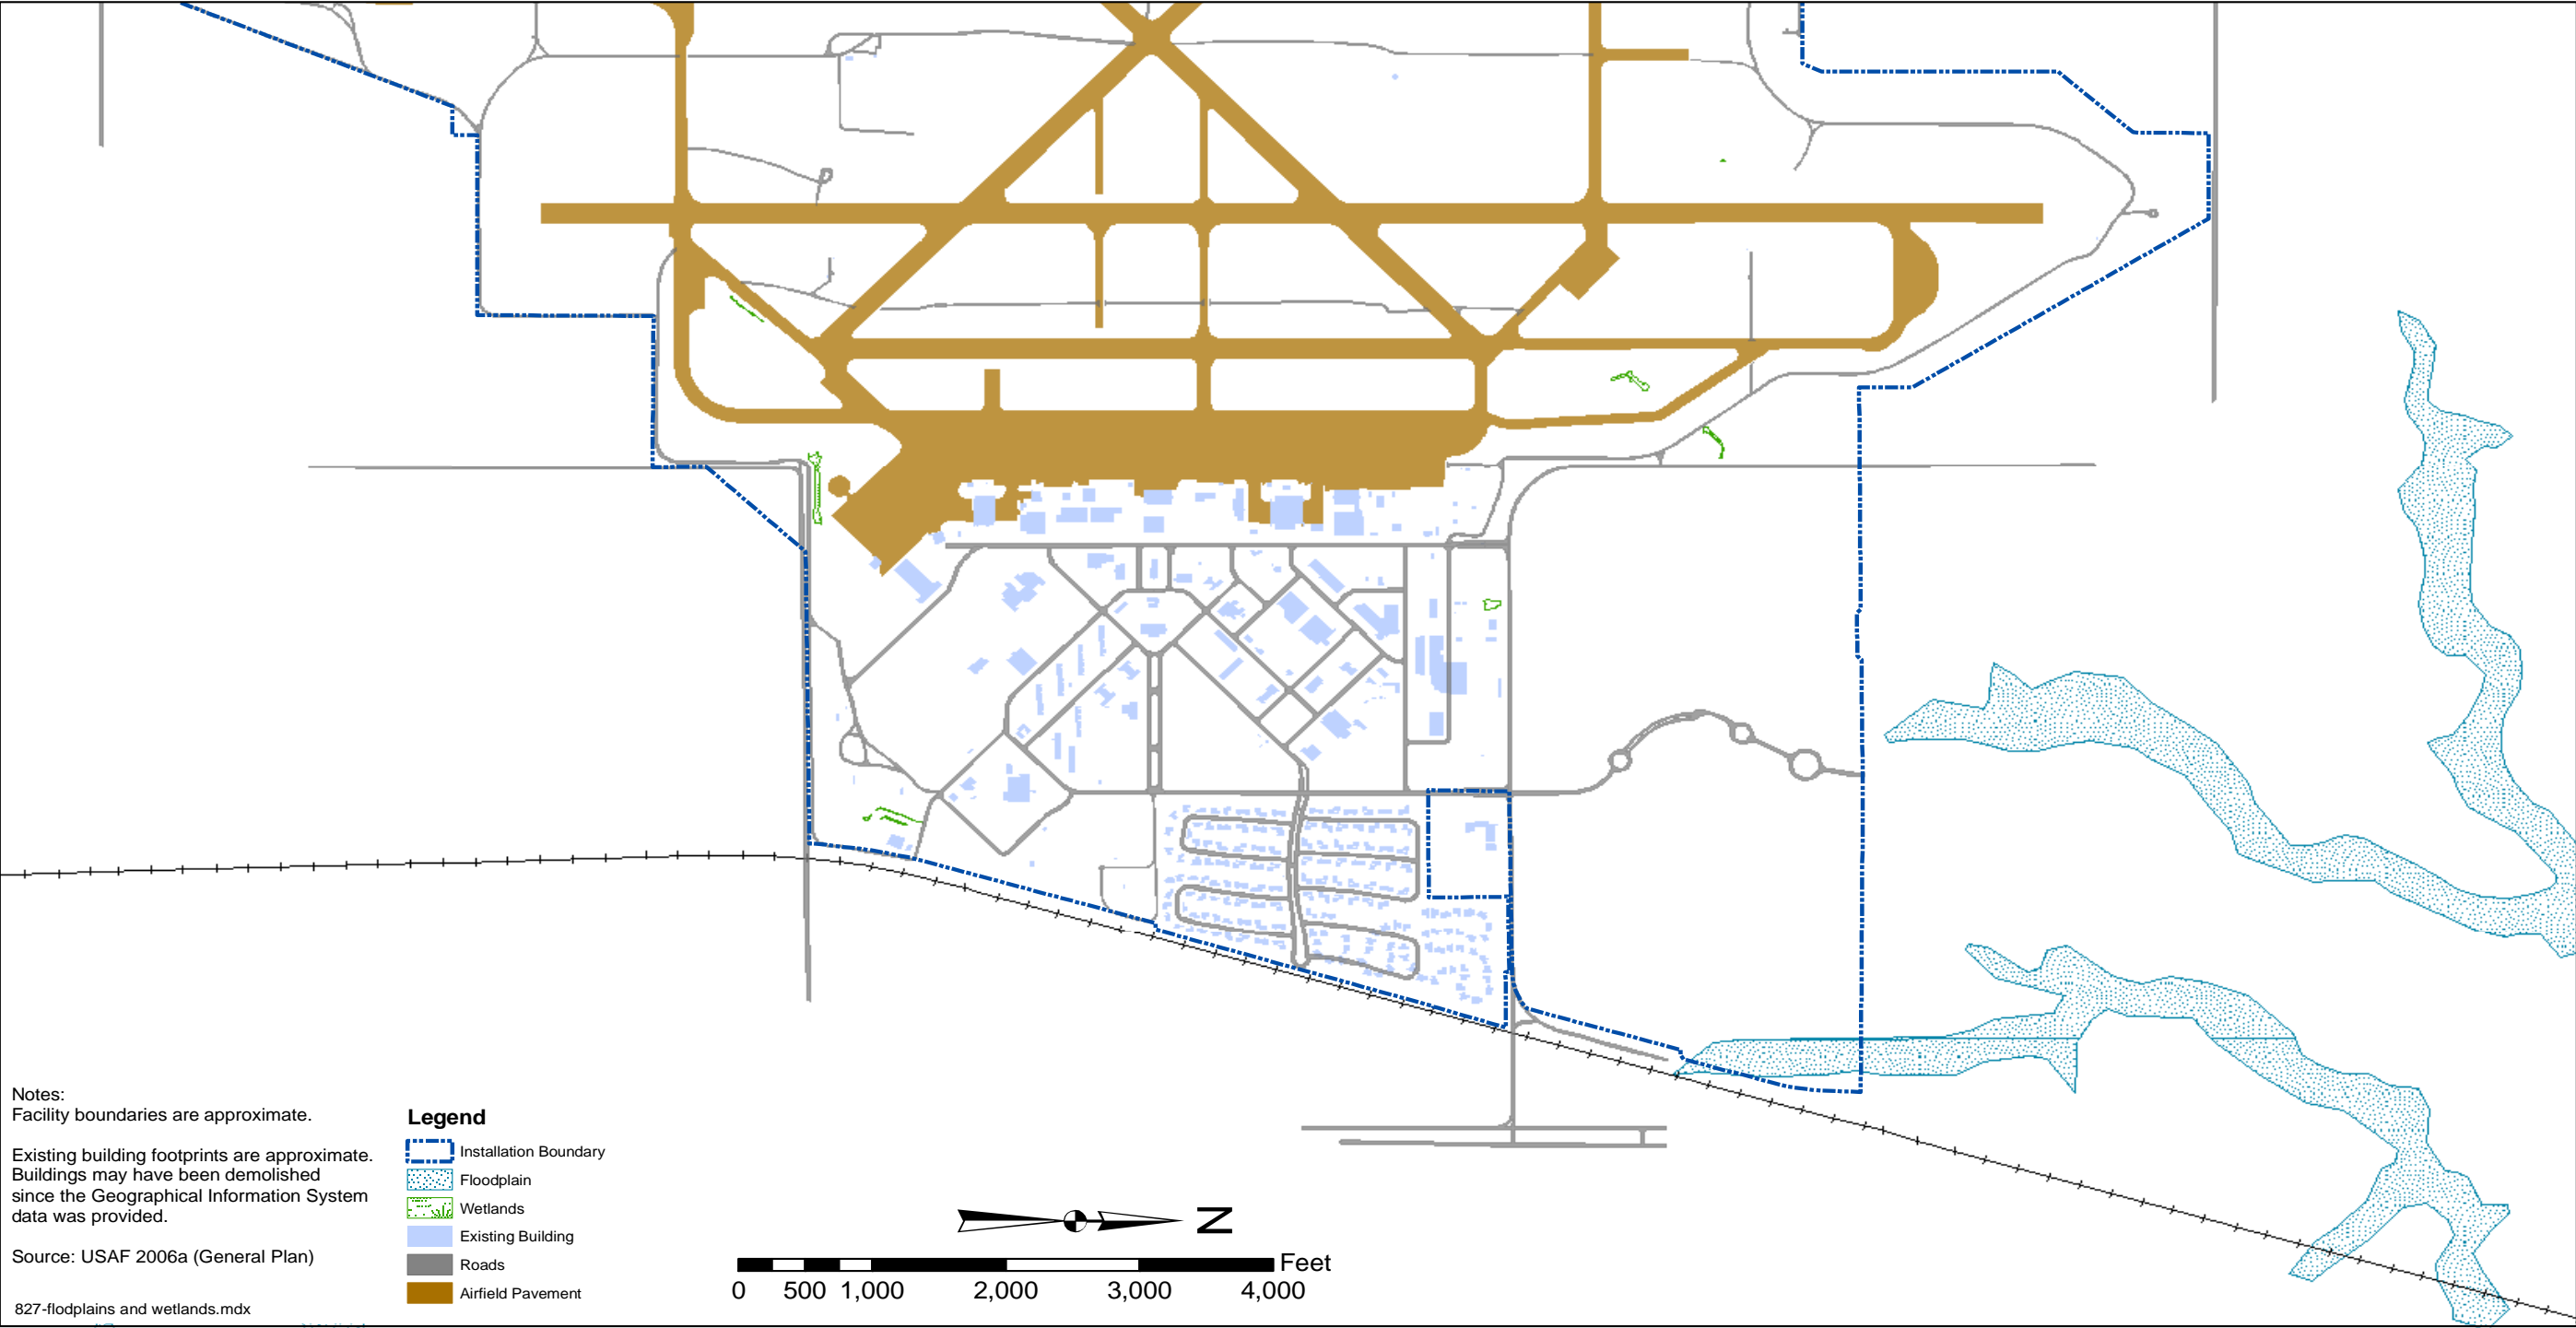 Notes:
Facility boundaries are approximate.
Existing building footprints are approximate.
Buildings may have been demolished
since the Geographical Information System
data was provided.
Source: USAF 2006a (General Plan)
827-flodplains and wetlands.mdx
Legend
Installation Boundary
Floodplain
Wetlands
Existing Building
Roads
Airfield Pavement
N
Feet
0 500 1,000 2,000 3,000 4,000